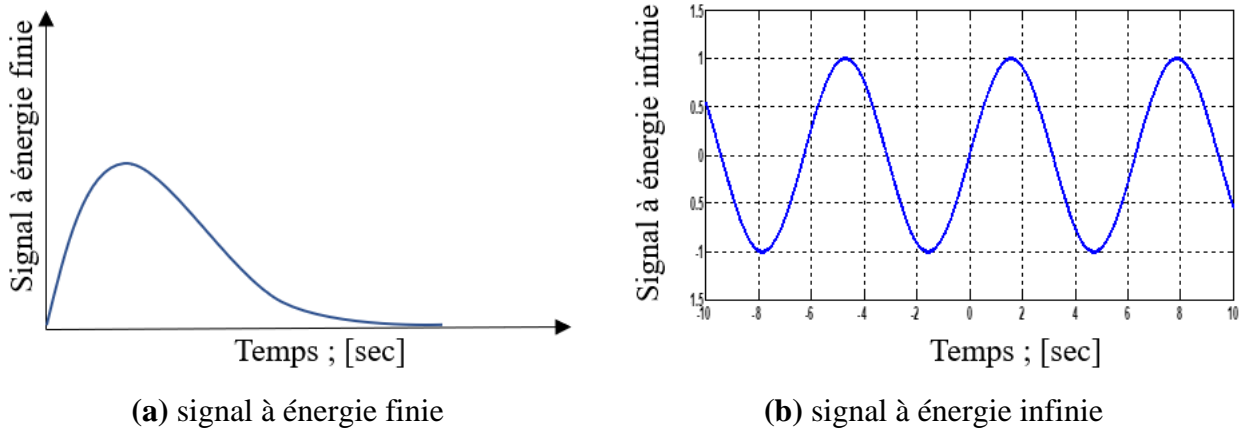 Signal à énergie finie
Temps ; [sec]
(a) signal à énergie finie
Signal à énergie infinie
1.5
1
0.5
0
0.5
-1
1.5
-10 -8 -6 -4 -2 0 2 4 6 8 10
Temps ; [sec]
(b) signal à énergie infinie